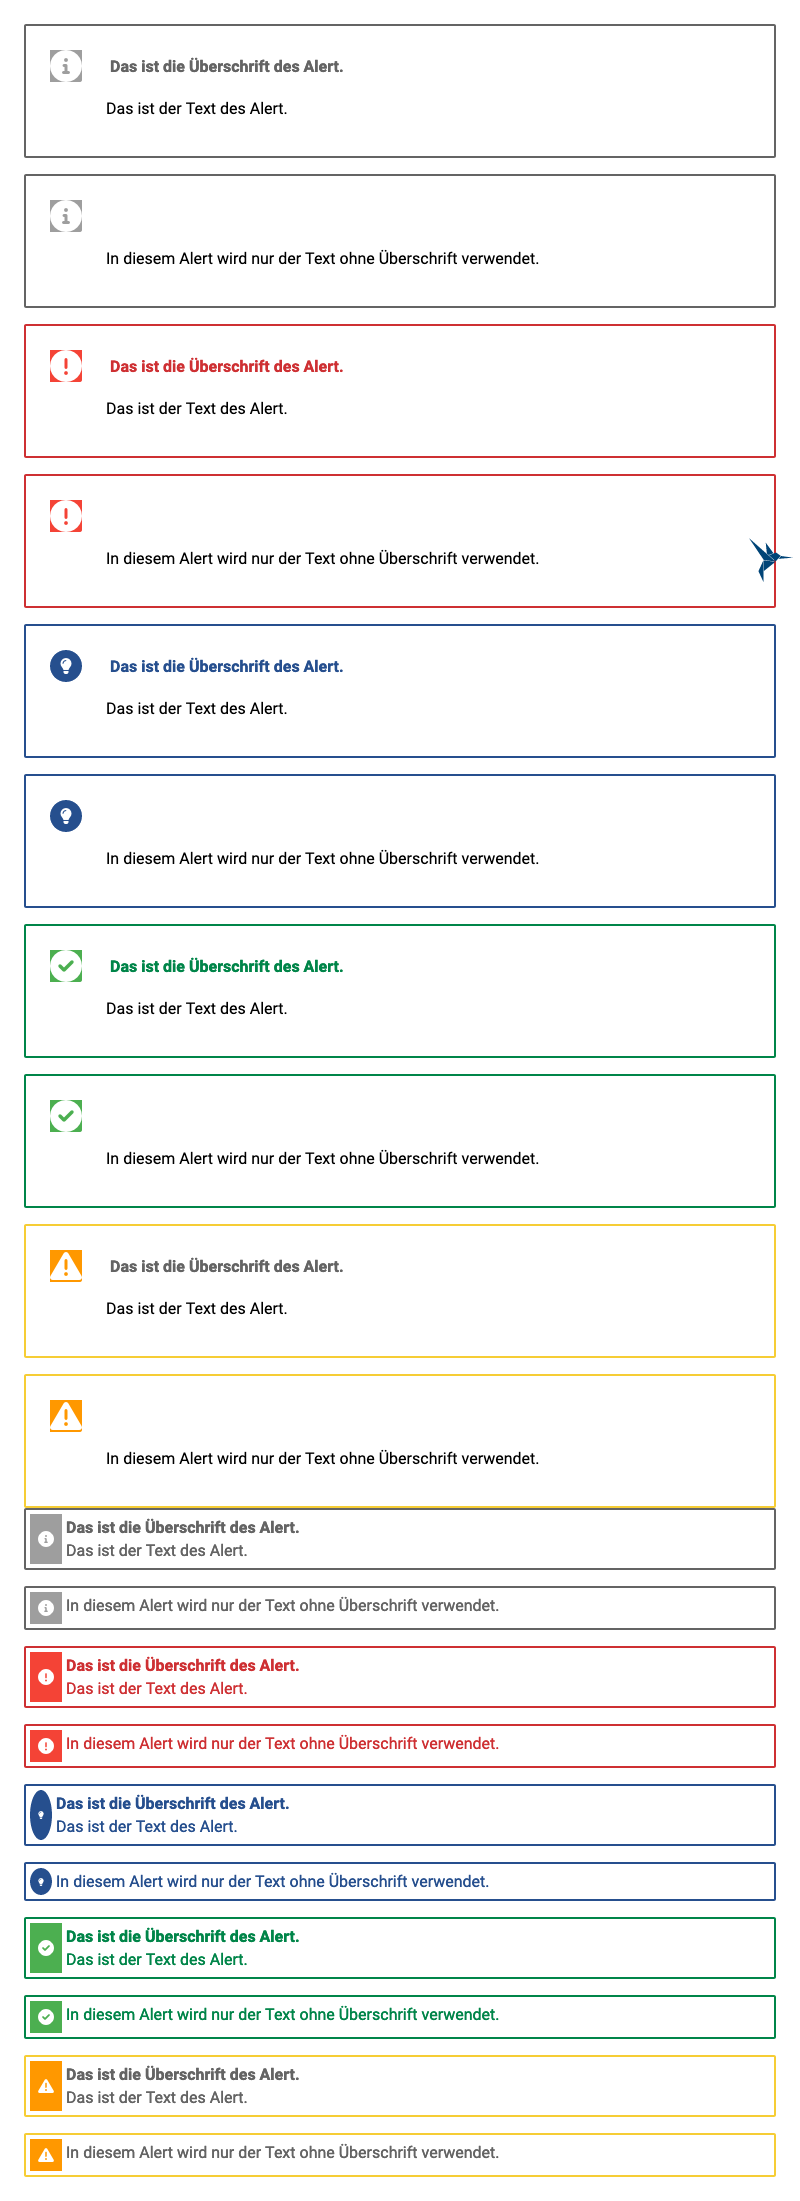 Das ist die Überschrift des Alert.
Das ist der Text des Alert.
In diesem Alert wird nur der Text ohne Überschrift verwendet.
Das ist die Überschrift des Alert.
Das ist der Text des Alert.
In diesem Alert wird nur der Text ohne Überschrift verwendet.
Das ist die Überschrift des Alert.
Das ist der Text des Alert.
In diesem Alert wird nur der Text ohne Überschrift verwendet.
Das ist die Überschrift des Alert.
Das ist der Text des Alert.
In diesem Alert wird nur der Text ohne Überschrift verwendet.
Das ist die Überschrift des Alert.
Das ist der Text des Alert.
In diesem Alert wird nur der Text ohne Überschrift verwendet.
Das ist die Überschrift des Alert.
Das ist der Text des Alert.
In diesem Alert wird nur der Text ohne Überschrift verwendet.
Das ist die Überschrift des Alert.
Das ist der Text des Alert.
In diesem Alert wird nur der Text ohne Überschrift verwendet.
Das ist die Überschrift des Alert.
Das ist der Text des Alert.
In diesem Alert wird nur der Text ohne Überschrift verwendet.
Das ist die Überschrift des Alert.
Das ist der Text des Alert.
In diesem Alert wird nur der Text ohne Überschrift verwendet.
Das ist die Überschrift des Alert.
Das ist der Text des Alert.
In diesem Alert wird nur der Text ohne Überschrift verwendet.